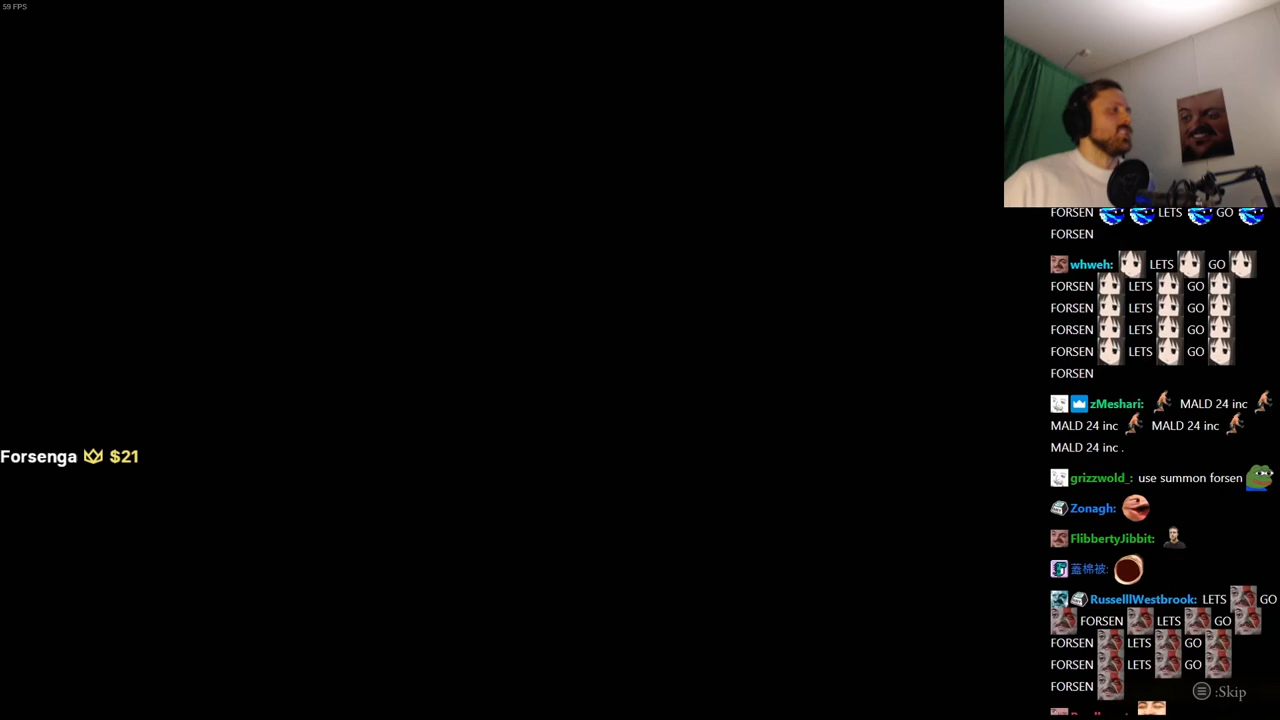 59 FPS
FORSEN LETS GO
FORSEN
whweh: LETS GO
FORSEN LETS GO
FORSEN LETS GO
FORSEN LETS GO
FORSEN LETS GO
FORSEN
zMeshari: MALD 24 inc
MALD 24 inc MALD 24 inc
MALD 24 inc .
Forsenga $21
grizzwold_: use summon forsen
Zonagh:
FlibbertyJibbit:
蓋棉被:
RusselllWestbrook: LETS GO
FORSEN LETS GO
FORSEN LETS GO
FORSEN LETS GO
FORSEN
:Skip